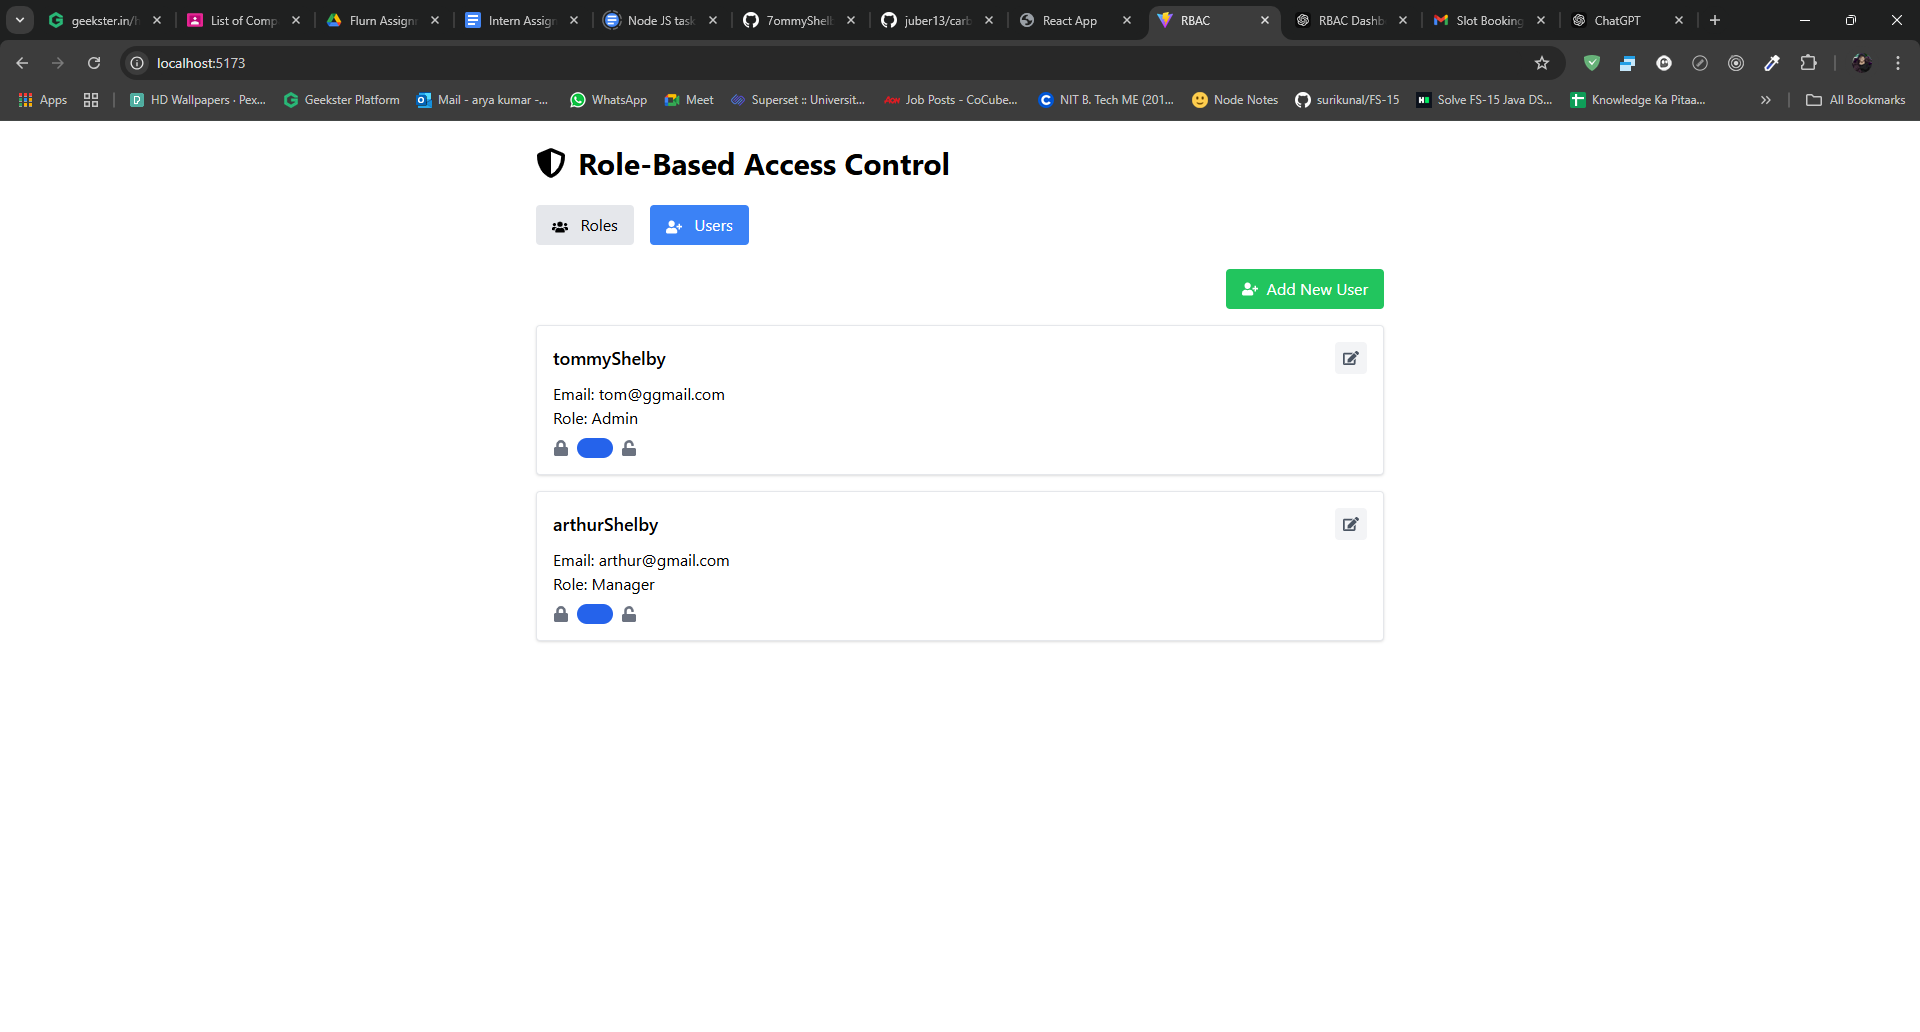 geekster.in/h
List of Comp
Flurn Assign
Intern Assign
Node JS task
7ommyShelb
juber13/carb
React App
RBAC
RBAC Dashb
Slot Booking
ChatGPT
localhost:5173
Apps
HD Wallpapers · Pex...
Geekster Platform
Mail - arya kumar -...
WhatsApp
Meet
Superset :: Universit...
Job Posts - CoCube...
NIT B. Tech ME (201...
Node Notes
surikunal/FS-15
Solve FS-15 Java DS...
Knowledge Ka Pitaa...
All Bookmarks
Role-Based Access Control
Roles
Users
Add New User
tommyShelby
Email: tom@ggmail.com
Role: Admin
arthurShelby
Email: arthur@gmail.com
Role: Manager